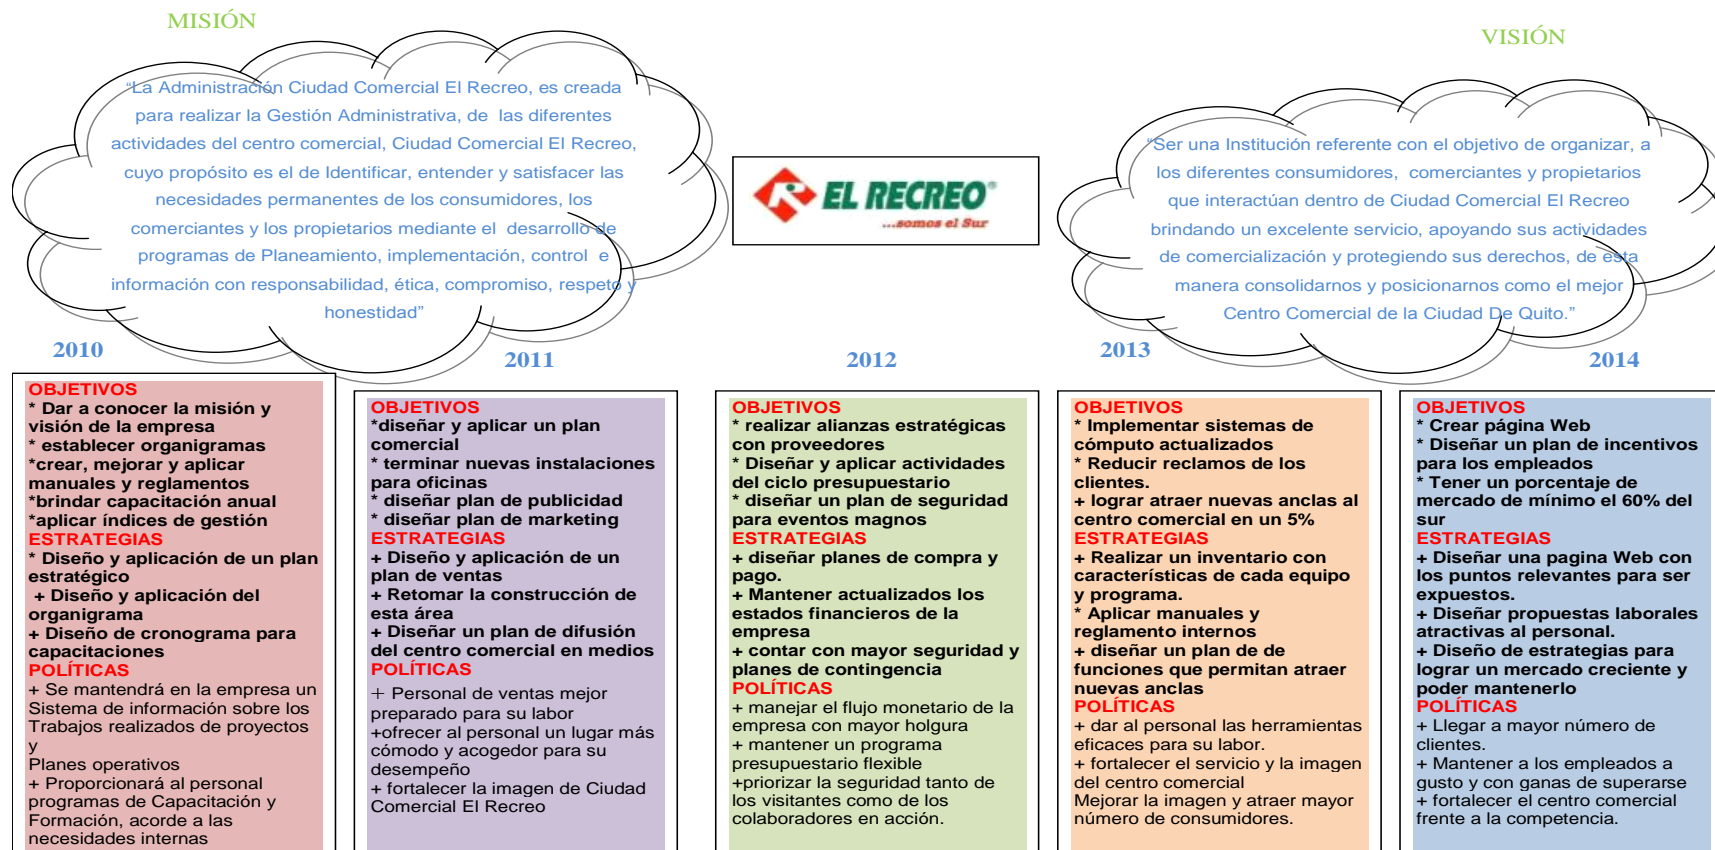 MISIÓN
“La Administración Ciudad Comercial El Recreo, es creada
para realizar la Gestión Administrativa, de las diferentes
actividades del centro comercial, Ciudad Comercial El Recreo,
cuyo propósito es el de Identificar, entender y satisfacer las
necesidades permanentes de los consumidores, los
comerciantes y los propietarios mediante el desarrollo de
programas de Planeamiento, implementación, control e
información con responsabilidad, ética, compromiso, respeto y
honestidad”
EL RECREO®
...somos el Sur
VISIÓN
“Ser una Institución referente con el objetivo de organizar, a
los diferentes consumidores, comerciantes y propietarios
que interactúan dentro de Ciudad Comercial El Recreo
brindando un excelente servicio, apoyando sus actividades
de comercialización y protegiendo sus derechos, de esta
manera consolidarnos y posicionarnos como el mejor
Centro Comercial de la Ciudad De Quito.”
2010
OBJETIVOS
* Dar a conocer la misión y
visión de la empresa
* establecer organigramas
*crear, mejorar y aplicar
manuales y reglamentos
*brindar capacitación anual
*aplicar índices de gestión
ESTRATEGIAS
* Diseño y aplicación de un plan
estratégico
+ Diseño y aplicación del
organigrama
+ Diseño de cronograma para
capacitaciones
POLÍTICAS
+ Se mantendrá en la empresa un
Sistema de información sobre los
Trabajos realizados de proyectos
y
Planes operativos
+ Proporcionará al personal
programas de Capacitación y
Formación, acorde a las
necesidades internas
2011
OBJETIVOS
*diseñar y aplicar un plan
comercial
* terminar nuevas instalaciones
para oficinas
* diseñar plan de publicidad
* diseñar plan de marketing
ESTRATEGIAS
+ Diseño y aplicación de un
plan de ventas
+ Retomar la construcción de
esta área
+ Diseñar un plan de difusión
del centro comercial en medios
POLÍTICAS
+ Personal de ventas mejor
preparado para su labor
+ofrecer al personal un lugar más
cómodo y acogedor para su
desempeño
+ fortalecer la imagen de Ciudad
Comercial El Recreo
2012
OBJETIVOS
* realizar alianzas estratégicas
con proveedores
* Diseñar y aplicar actividades
del ciclo presupuestario
* diseñar un plan de seguridad
para eventos magnos
ESTRATEGIAS
+ diseñar planes de compra y
pago.
+ Mantener actualizados los
estados financieros de la
empresa
+ contar con mayor seguridad y
planes de contingencia
POLÍTICAS
+ manejar el flujo monetario de la
empresa con mayor holgura
+ mantener un programa
presupuestario flexible
+priorizar la seguridad tanto de
los visitantes como de los
colaboradores en acción.
2013
OBJETIVOS
* Implementar sistemas de
cómputo actualizados
* Reducir reclamos de los
clientes.
+ lograr atraer nuevas anclas al
centro comercial en un 5%
ESTRATEGIAS
+ Realizar un inventario con
características de cada equipo
y programa.
* Aplicar manuales y
reglamento internos
+ diseñar un plan de de
funciones que permitan atraer
nuevas anclas
POLÍTICAS
+ dar al personal las herramientas
eficaces para su labor.
+ fortalecer el servicio y la imagen
del centro comercial
Mejorar la imagen y atraer mayor
número de consumidores.
2014
OBJETIVOS
* Crear página Web
* Diseñar un plan de incentivos
para los empleados
* Tener un porcentaje de
mercado de mínimo el 60% del
sur
ESTRATEGIAS
+ Diseñar una pagina Web con
los puntos relevantes para ser
expuestos.
+ Diseñar propuestas laborales
atractivas al personal.
+ Diseño de estrategias para
lograr un mercado creciente y
poder mantenerlo
POLÍTICAS
+ Llegar a mayor número de
clientes.
+ Mantener a los empleados a
gusto y con ganas de superarse
+ fortalecer el centro comercial
frente a la competencia.